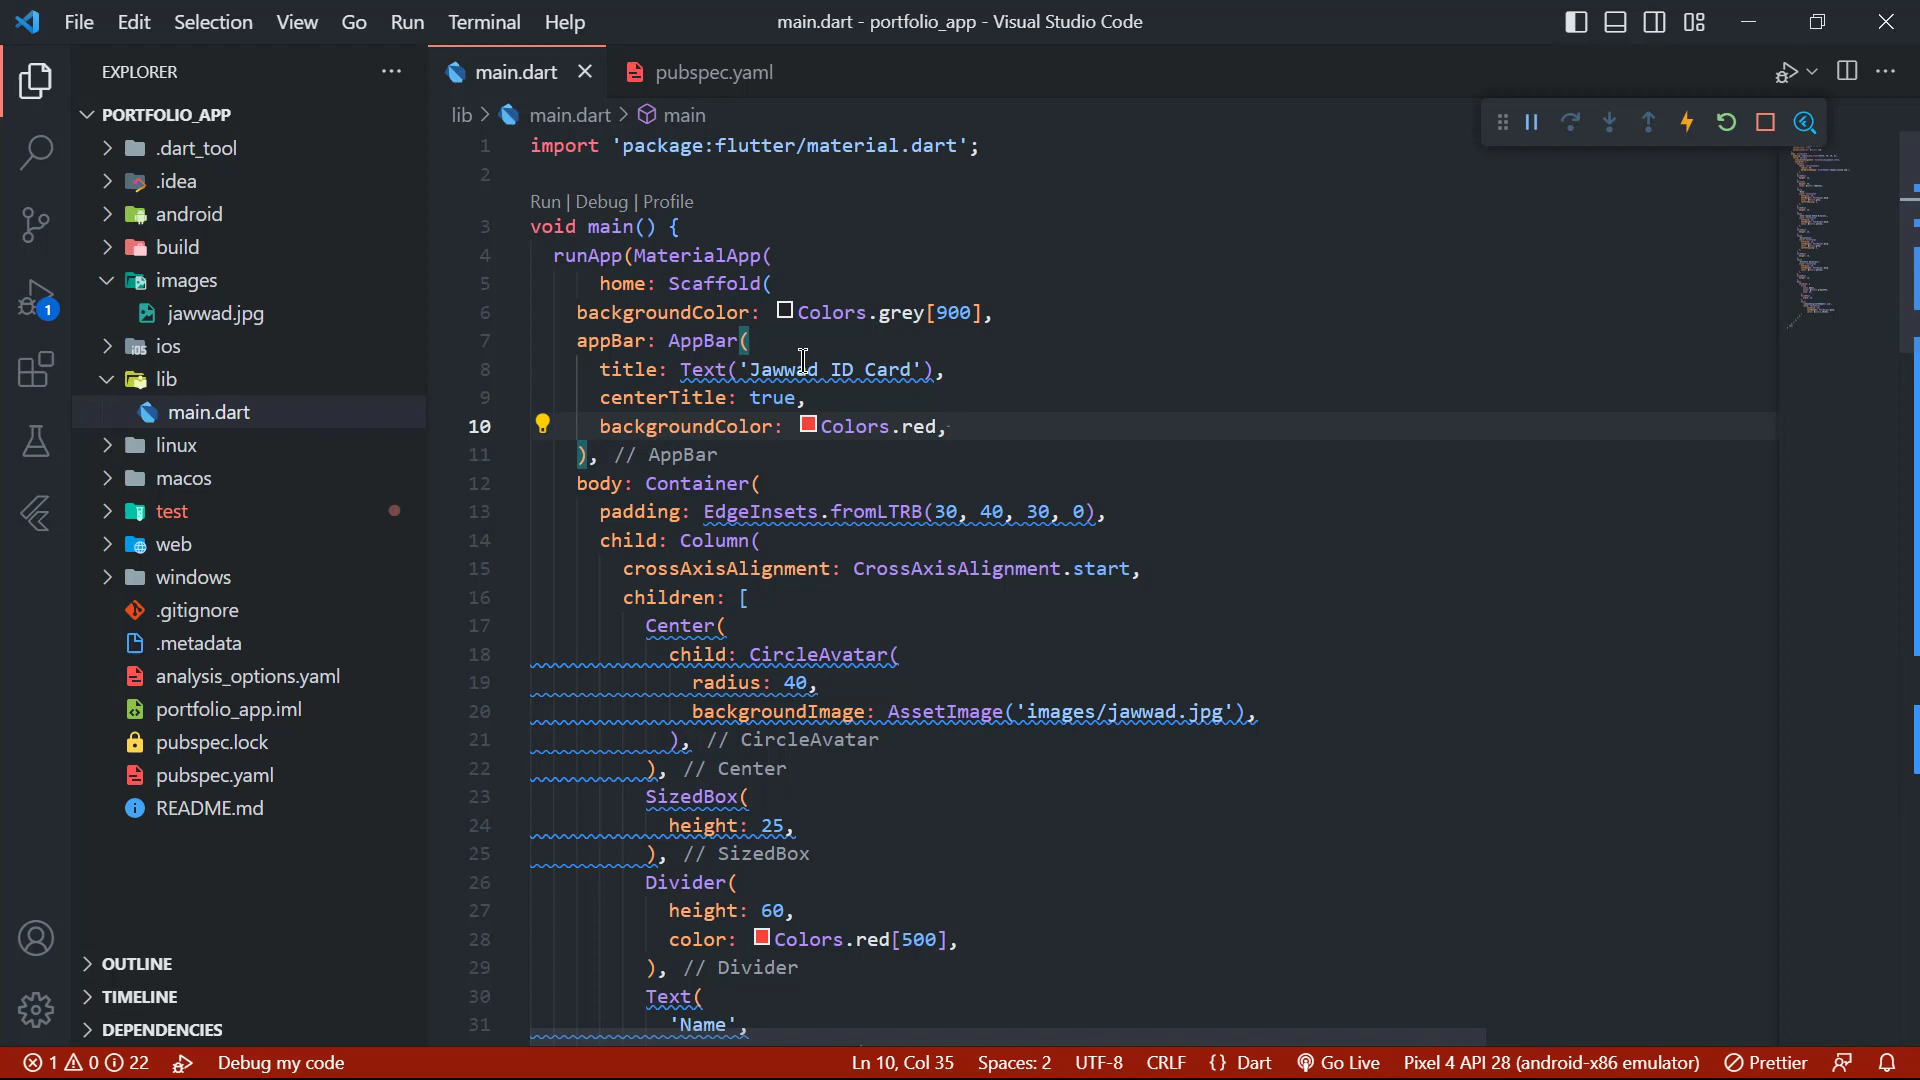 File Edit Selection View Go Run Terminal Help main.dart - portfolio_app - Visual Studio Code
EXPLORER
main.dart
pubspec.yaml
PORTFOLIO_APP
.dart_tool
.idea
android
build
images
jawwad.jpg
ios
lib
main.dart
linux
macos
test
web
windows
.gitignore
.metadata
analysis_options.yaml
portfolio_app.iml
pubspec.lock
pubspec.yaml
README.md
OUTLINE
TIMELINE
DEPENDENCIES
1
lib > main.dart > main
1 import 'package:flutter/material.dart';
2
Run | Debug | Profile
3 void main() {
4 runApp(MaterialApp(
5 home: Scaffold(
6 backgroundColor: Colors.grey[900],
7 appBar: AppBar(
8 title: Text('Jawwad ID Card'),
9 centerTitle: true,
10 backgroundColor: Colors.red,
11 ), // AppBar
12 body: Container(
13 padding: EdgeInsets.fromLTRB(30, 40, 30, 0),
14 child: Column(
15 crossAxisAlignment: CrossAxisAlignment.start,
16 children: [
17 Center(
18 child: CircleAvatar(
19 radius: 40,
20 backgroundImage: AssetImage('images/jawwad.jpg'),
21 ), // CircleAvatar
22 ), // Center
23 SizedBox(
24 height: 25,
25 ), // SizedBox
26 Divider(
27 height: 60,
28 color: Colors.red[500],
29 ), // Divider
30 Text(
31 'Name',
1 0 22 Debug my code Ln 10, Col 35 Spaces: 2 UTF-8 CRLF {} Dart Go Live Pixel 4 API 28 (android-x86 emulator) Prettier